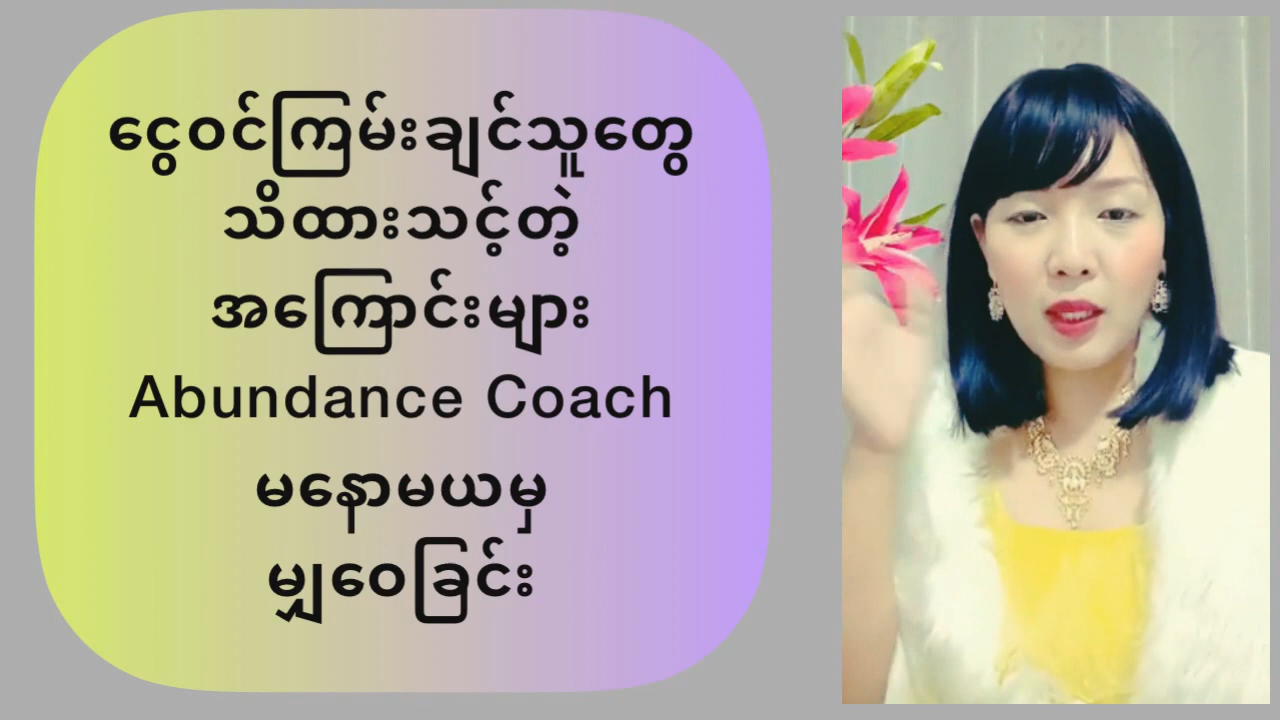 ငွေဝင်ကြမ်းချင်သူတွေ
သိထားသင့်တဲ့
အကြောင်းများ
Abundance Coach
မနောမယမှ
မျှဝေခြင်း